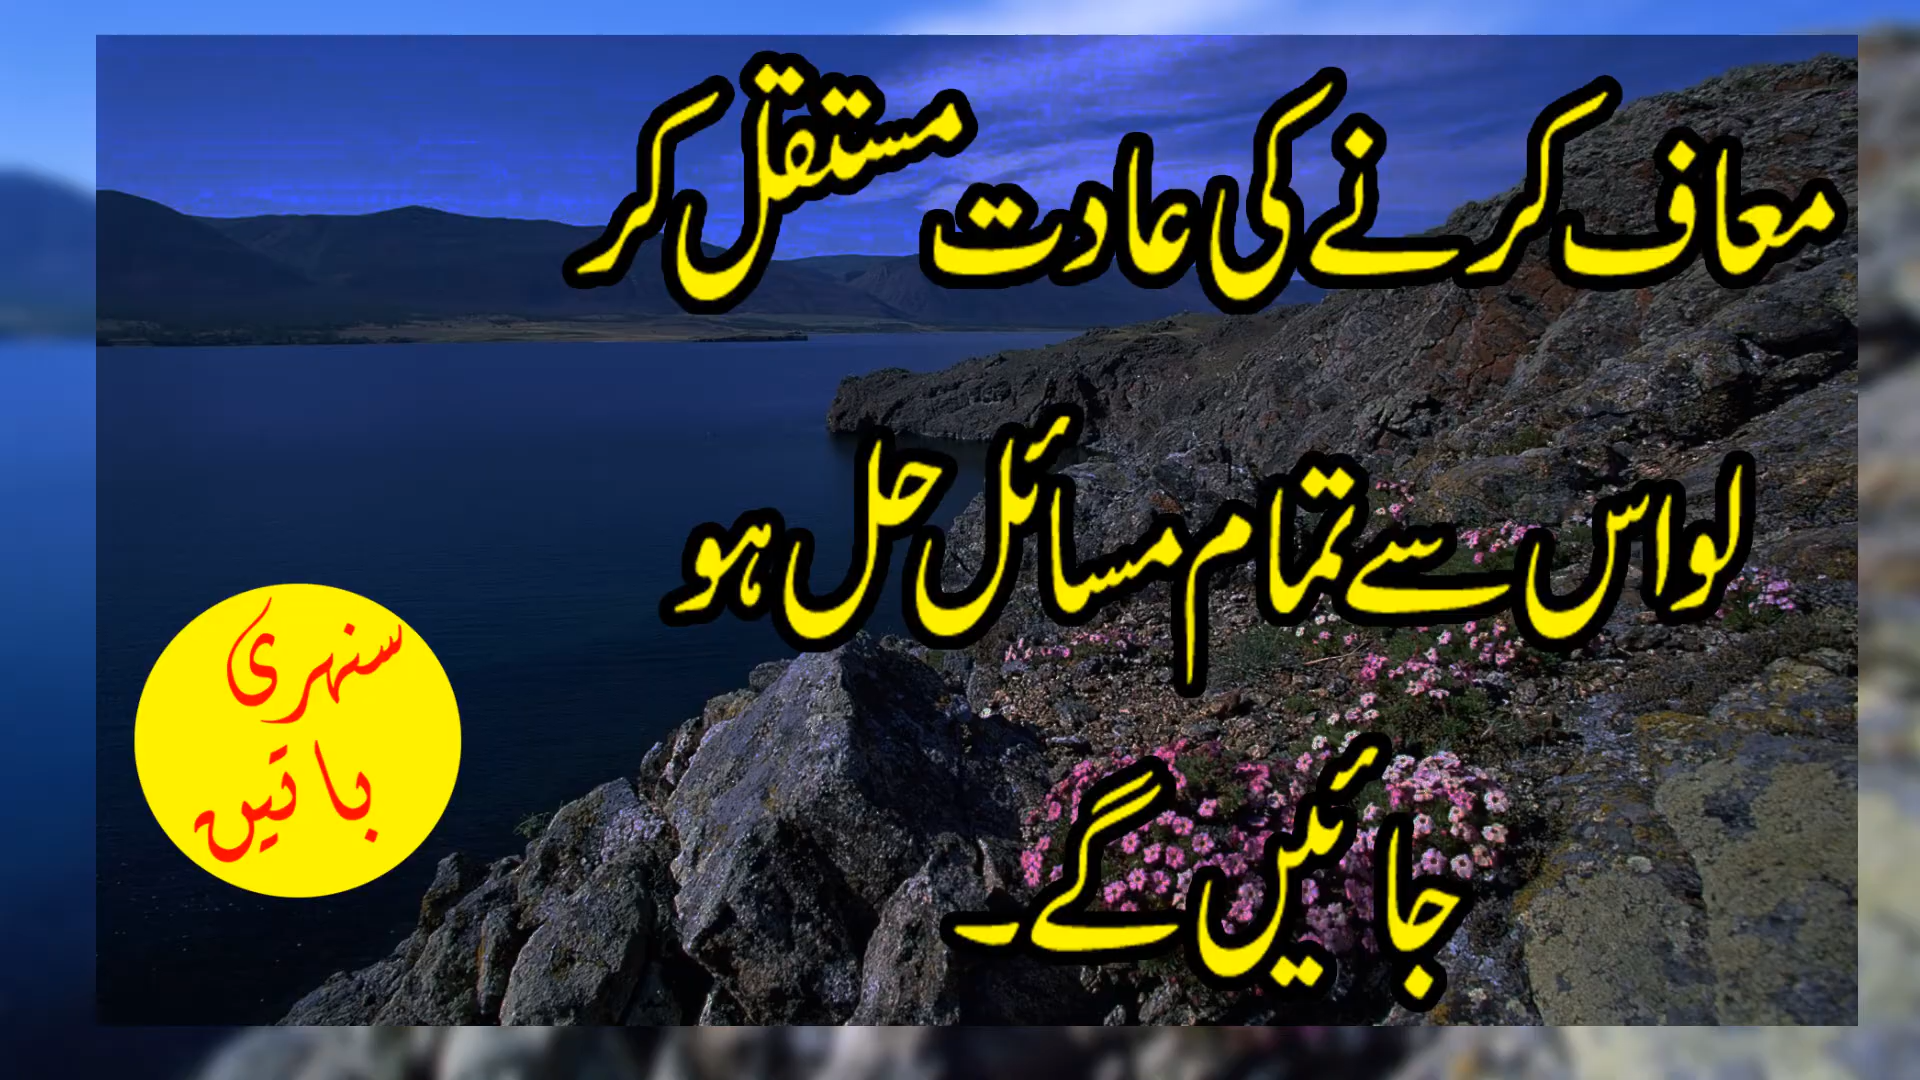 معاف کرنے کی عادت مستقل کر
لو اس سے تمام مسائل حل ہو
جائیں گے۔
سنہری
باتیں